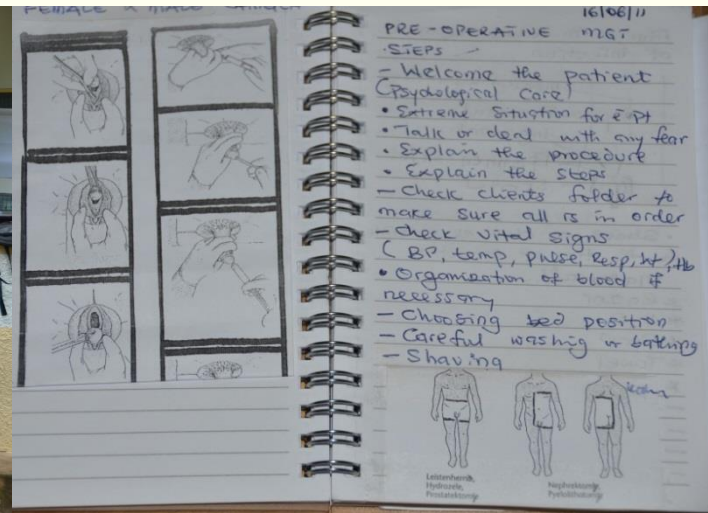 FEMALE & MALE
16/06/11
PRE-OPERATIVE MGT
STEPS
- Welcome the patient
(Psychological Care)
• Extreme Situation for ē Pt
• Talk or deal with any fear
• Explain the procedure
• Explain the steps
- Check clients folder to
make sure all is in order
- Check vital signs
(BP, temp, pulse, Resp, wt), Hb
• Organization of blood if
necessary
- Choosing bed position
- Careful washing or bathing
- Shaving
Leistenhernie,
Hydrozele,
Prostatektomie
Nephrektomie,
Pyelolithotomie